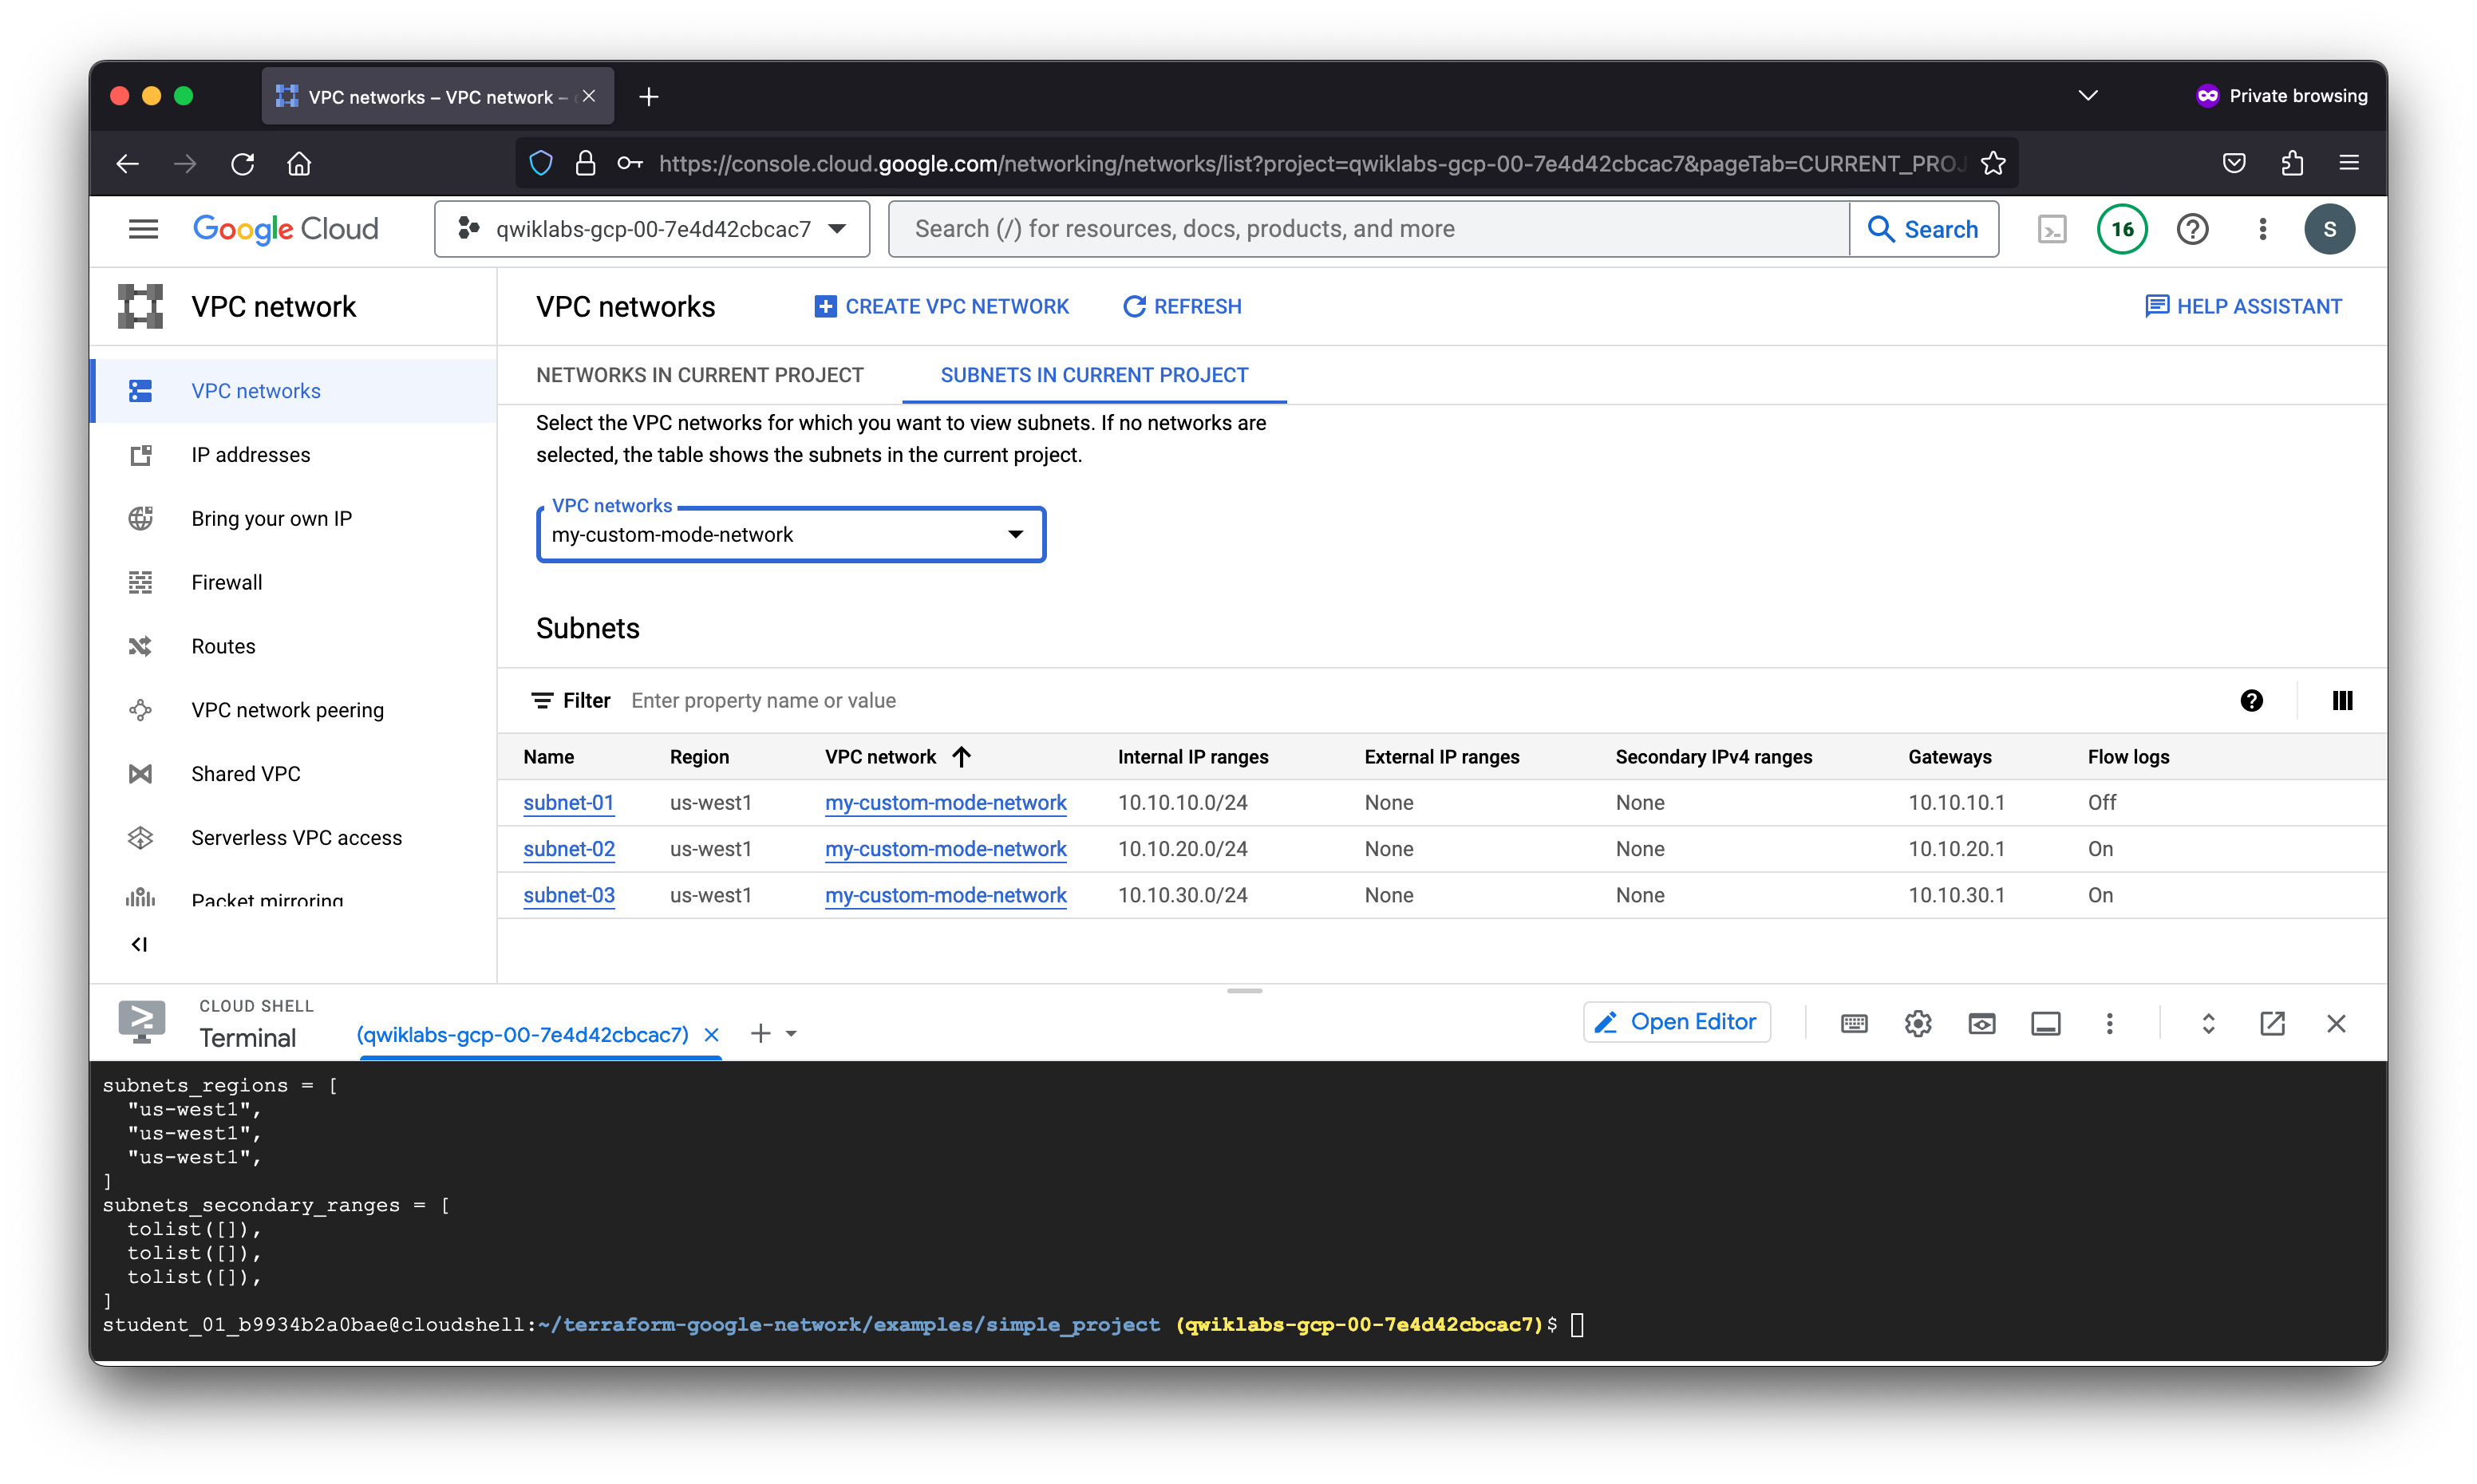 VPC networks – VPC network –
Private browsing
https://console.cloud.google.com/networking/networks/list?project=qwiklabs-gcp-00-7e4d42cbcac7&pageTab=CURRENT_PROJ
Google Cloud
qwiklabs-gcp-00-7e4d42cbcac7
Search (/) for resources, docs, products, and more
Search
16
S
VPC network
VPC networks
CREATE VPC NETWORK
REFRESH
HELP ASSISTANT
VPC networks
IP addresses
Bring your own IP
Firewall
Routes
VPC network peering
Shared VPC
Serverless VPC access
Packet mirroring
NETWORKS IN CURRENT PROJECT
SUBNETS IN CURRENT PROJECT
Select the VPC networks for which you want to view subnets. If no networks are
selected, the table shows the subnets in the current project.
VPC networks
my-custom-mode-network
Subnets
Filter Enter property name or value
Name Region VPC network Internal IP ranges External IP ranges Secondary IPv4 ranges Gateways Flow logs
subnet-01 us-west1 my-custom-mode-network 10.10.10.0/24 None None 10.10.10.1 Off
subnet-02 us-west1 my-custom-mode-network 10.10.20.0/24 None None 10.10.20.1 On
subnet-03 us-west1 my-custom-mode-network 10.10.30.0/24 None None 10.10.30.1 On
CLOUD SHELL
Terminal
(qwiklabs-gcp-00-7e4d42cbcac7)
Open Editor
subnets_regions = [
"us-west1",
"us-west1",
"us-west1",
]
subnets_secondary_ranges = [
tolist([]),
tolist([]),
tolist([]),
]
student_01_b9934b2a0bae@cloudshell:~/terraform-google-network/examples/simple_project (qwiklabs-gcp-00-7e4d42cbcac7)$